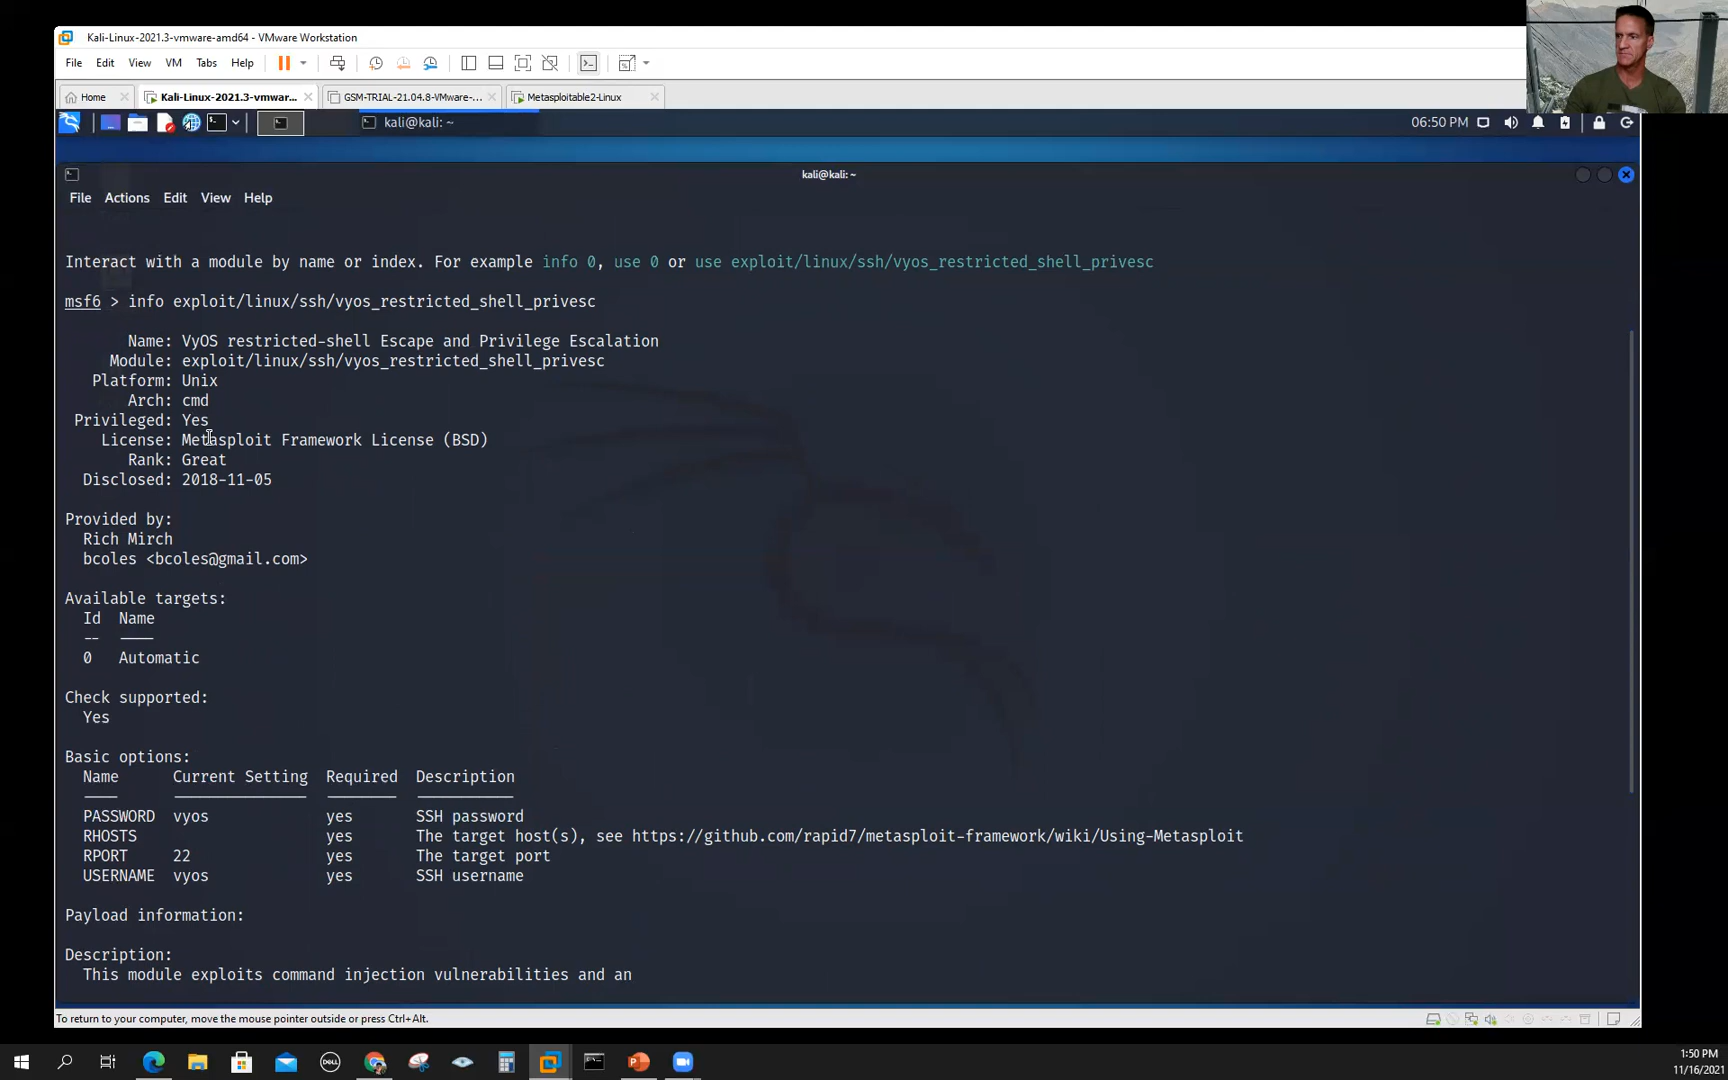 Kali-Linux-2021.3-vmware-amd64 - VMware Workstation
File Edit View VM Tabs Help
Home Kali-Linux-2021.3-vmwar... GSM-TRIAL-21.04.8-VMware-... Metasploitable2-Linux
kali@kali: ~ 06:50 PM
kali@kali: ~
File Actions Edit View Help
Interact with a module by name or index. For example info 0, use 0 or use exploit/linux/ssh/vyos_restricted_shell_privesc
msf6 > info exploit/linux/ssh/vyos_restricted_shell_privesc
Name: VyOS restricted-shell Escape and Privilege Escalation
Module: exploit/linux/ssh/vyos_restricted_shell_privesc
Platform: Unix
Arch: cmd
Privileged: Yes
License: Metasploit Framework License (BSD)
Rank: Great
Disclosed: 2018-11-05
Provided by:
Rich Mirch
bcoles <bcoles@gmail.com>
Available targets:
Id Name
-- ----
0 Automatic
Check supported:
Yes
Basic options:
Name Current Setting Required Description
---- --------------- -------- -----------
PASSWORD vyos yes SSH password
RHOSTS yes The target host(s), see https://github.com/rapid7/metasploit-framework/wiki/Using-Metasploit
RPORT 22 yes The target port
USERNAME vyos yes SSH username
Payload information:
Description:
This module exploits command injection vulnerabilities and an
To return to your computer, move the mouse pointer outside or press Ctrl+Alt.
DELL
1:50 PM
11/16/2021